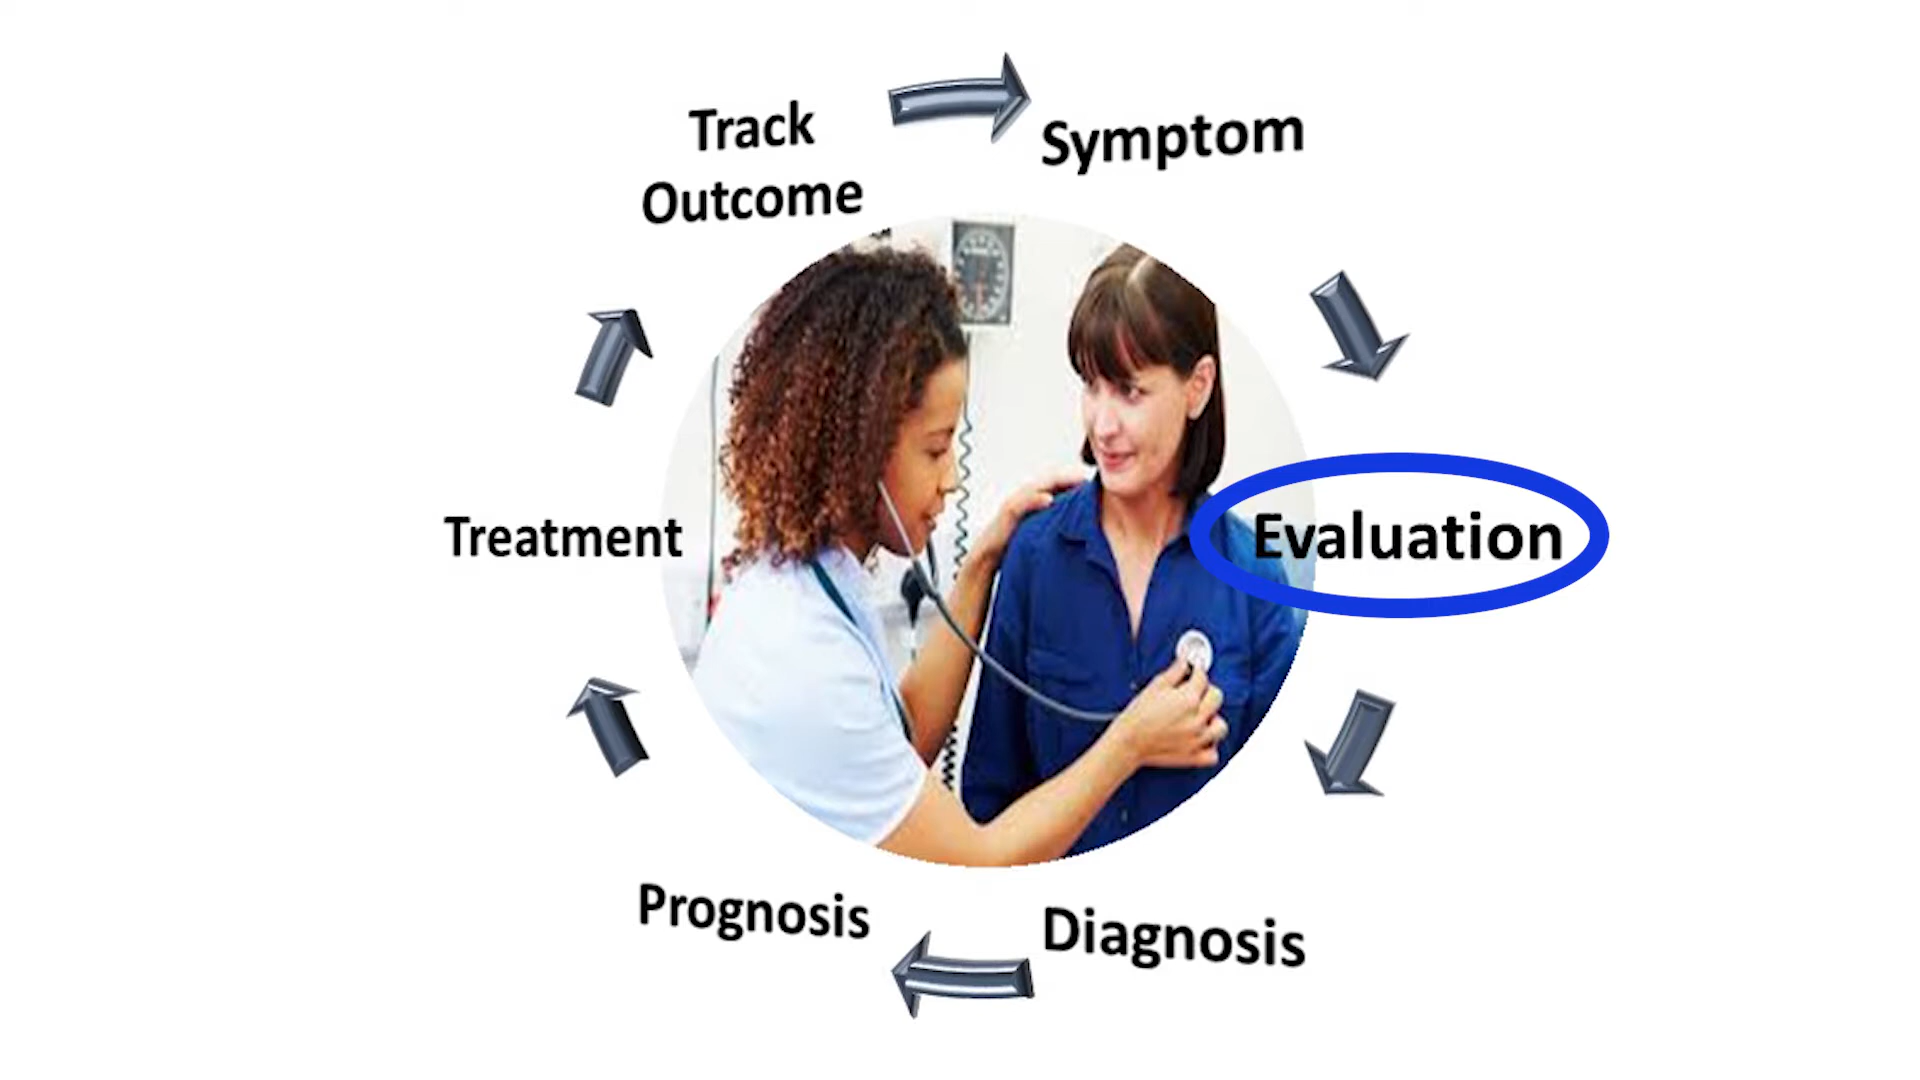 Track
Outcome
Symptom
Evaluation
Diagnosis
Prognosis
Treatment